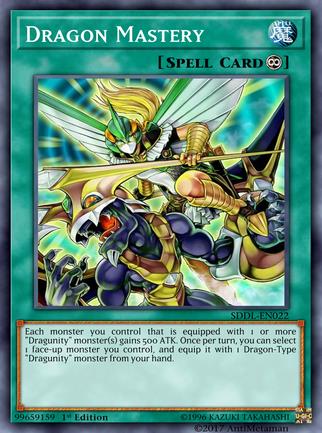 Dragon Mastery
[Spell Card]
SDDL-EN022
Each monster you control that is equipped with 1 or more
"Dragunity" monster(s) gains 500 ATK. Once per turn, you can select
1 face-up monster you control, and equip it with 1 Dragon-Type
"Dragunity" monster from your hand.
99659159 1st Edition ©1996 KAZUKI TAKAHASHI
©2017 AntiMetaman